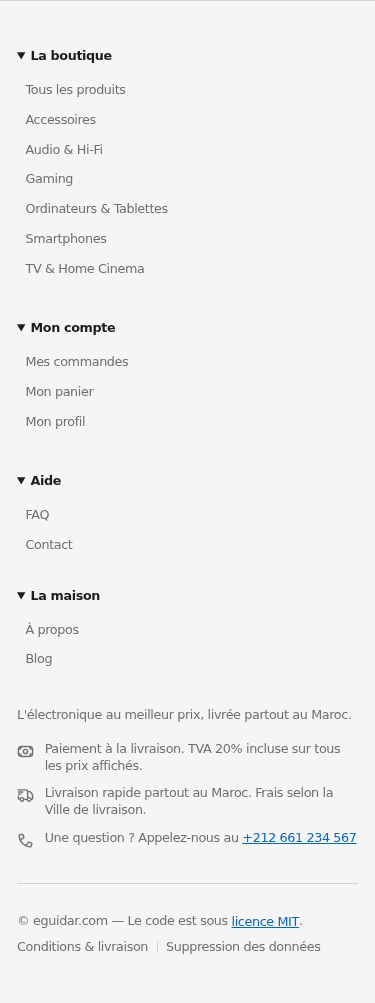 La boutique
Tous les produits
Accessoires
Audio & Hi-Fi
Gaming
Ordinateurs & Tablettes
Smartphones
TV & Home Cinema
Mon compte
Mes commandes
Mon panier
Mon profil
Aide
FAQ
Contact
La maison
À propos
Blog
L'électronique au meilleur prix, livrée partout au Maroc.
Paiement à la livraison. TVA 20% incluse sur tous
les prix affichés.
Livraison rapide partout au Maroc. Frais selon la
Ville de livraison.
Une question ? Appelez-nous au +212 661 234 567
© eguidar.com — Le code est sous licence MIT.
Conditions & livraison | Suppression des données